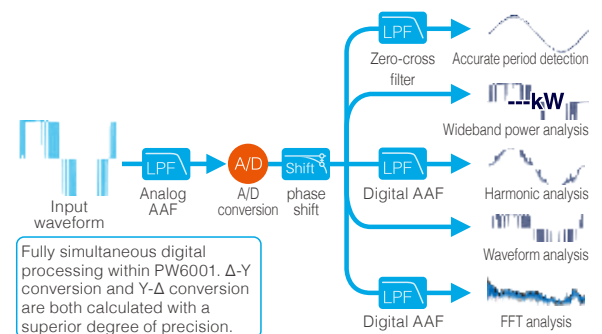 LPF
Zero-cross
filter
Accurate period detection
---kW
Wideband power analysis
Input
waveform
LPF
Analog
AAF
A/D
A/D
conversion
Shift
phase
shift
LPF
Digital AAF
Harmonic analysis
Waveform analysis
LPF
Digital AAF
FFT analysis
Fully simultaneous digital
processing within PW6001. Δ-Y
conversion and Y-Δ conversion
are both calculated with a
superior degree of precision.